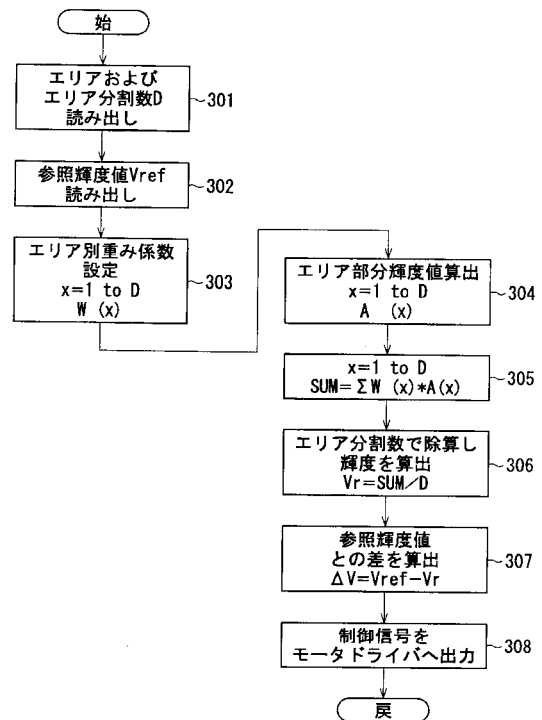 始
エリアおよび
エリア分割数D
読み出し
301
参照輝度値Vref
読み出し
302
エリア別重み係数
設定
x=1 to D
W (x)
303
エリア部分輝度値算出
x=1 to D
A (x)
304
x=1 to D
SUM=ΣW (x)*A(x)
305
エリア分割数で除算し
輝度を算出
Vr=SUM/D
306
参照輝度値
との差を算出
ΔV=Vref-Vr
307
制御信号を
モータドライバへ出力
308
戻